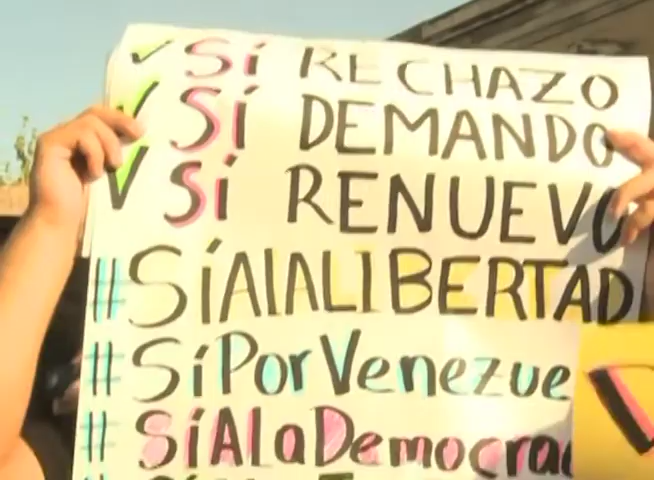 ✓ Sí RECHAZO
✓ Sí DEMANDO
✓ Sí RENUEVO
#SíAlALIBERTAD
#SíPorVenezue
#SíAlaDemocra